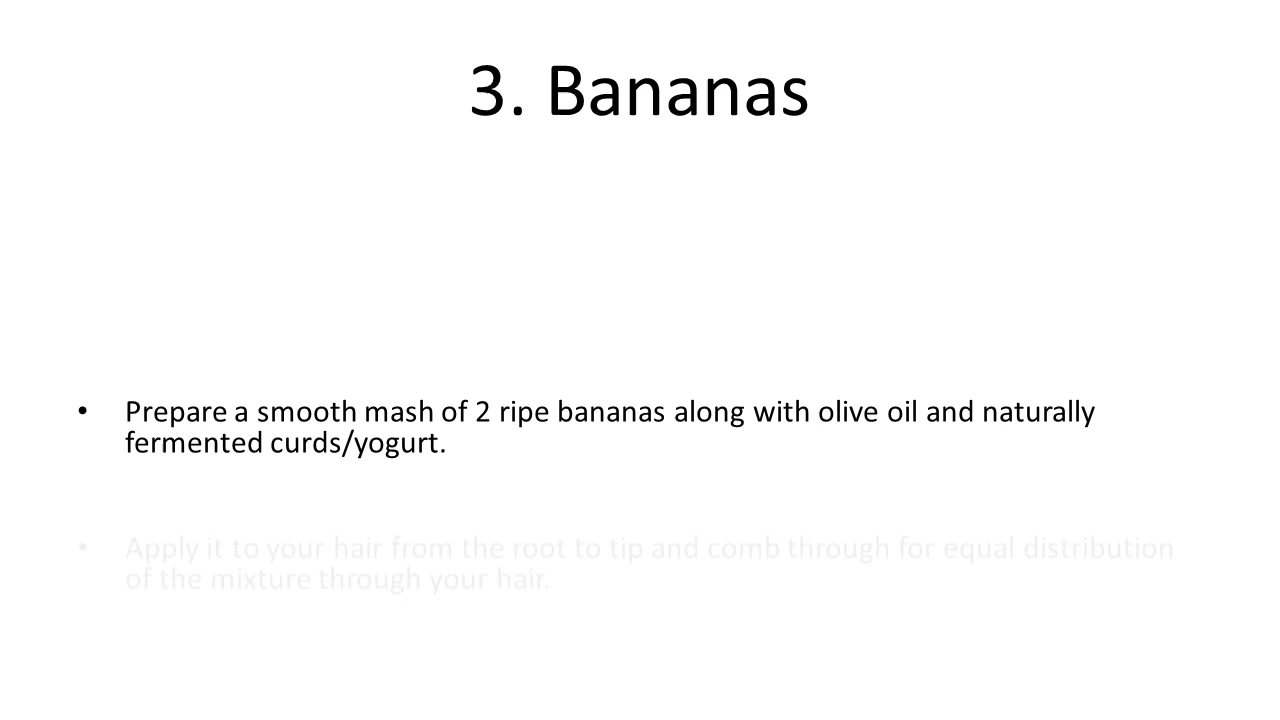 3. Bananas
• Prepare a smooth mash of 2 ripe bananas along with olive oil and naturally
fermented curds/yogurt.
• Apply it to your hair from the root to tip and comb through for equal distribution
of the mixture through your hair.